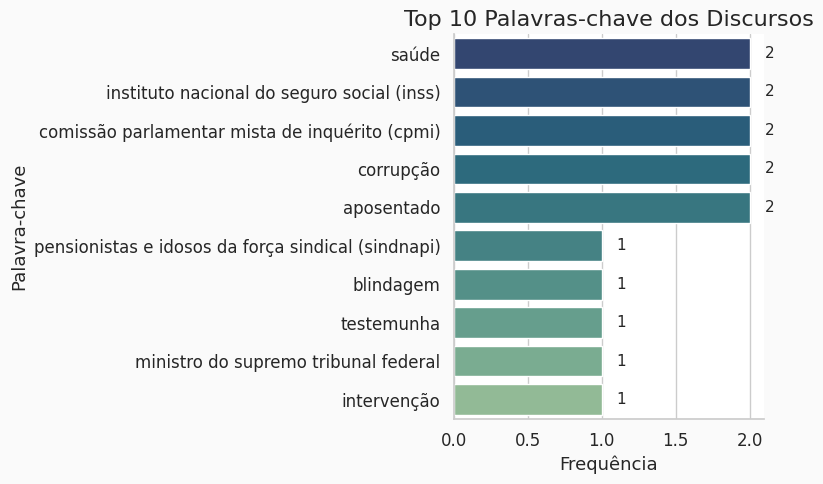 Top 10 Palavras-chave dos Discursos
Palavra-chave
saúde
2
instituto nacional do seguro social (inss)
2
comissão parlamentar mista de inquérito (cpmi)
2
corrupção
2
aposentado
2
pensionistas e idosos da força sindical (sindnapi)
1
blindagem
1
testemunha
1
ministro do supremo tribunal federal
1
intervenção
1
0.0 0.5 1.0 1.5 2.0
Frequência